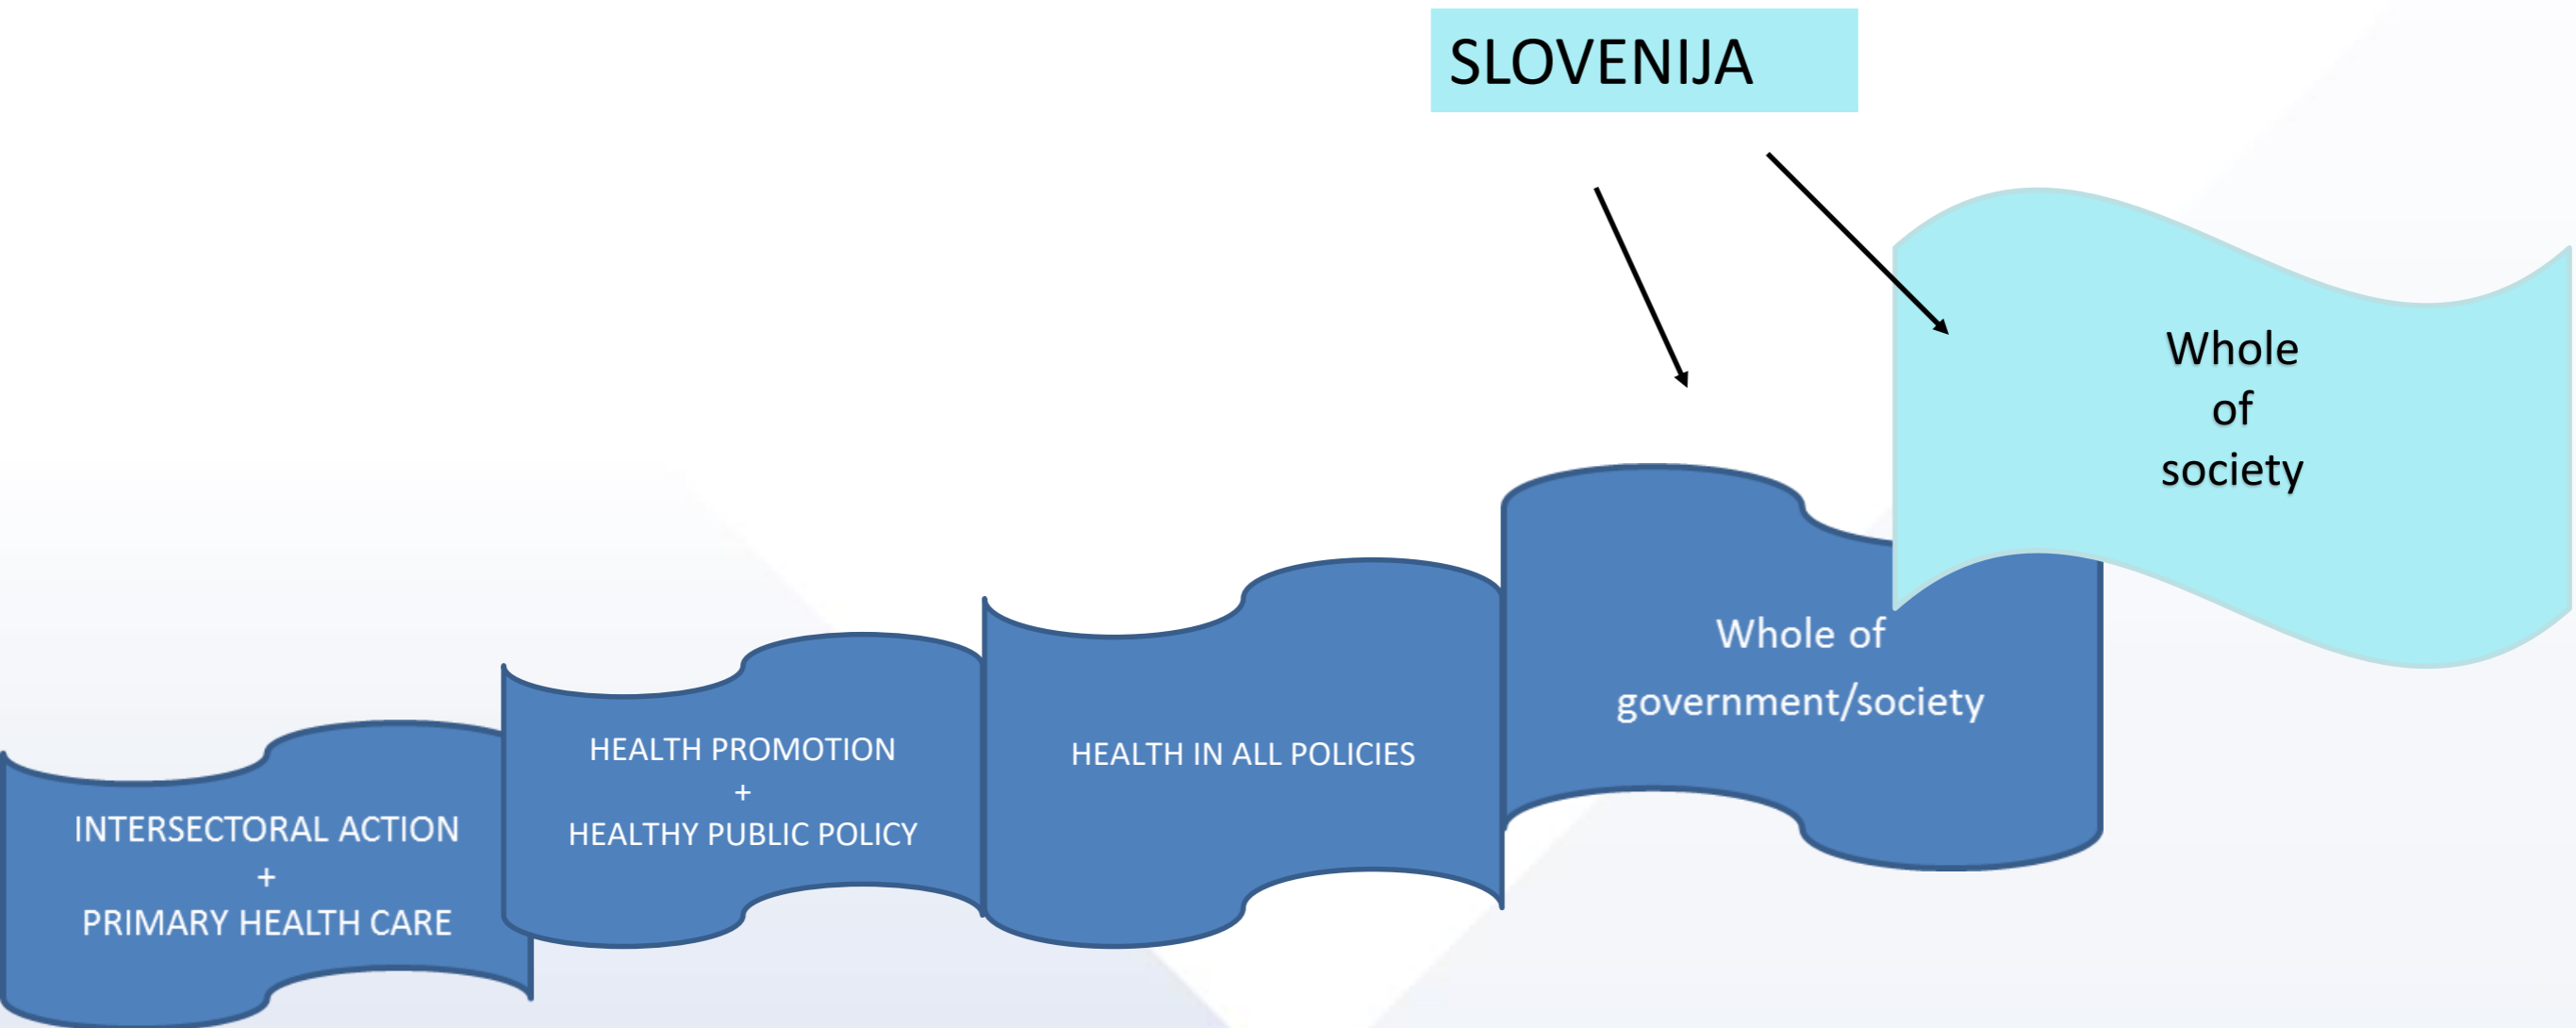 SLOVENIJA
Whole
of
society
Whole of
government/society
HEALTH IN ALL POLICIES
HEALTH PROMOTION
+
HEALTHY PUBLIC POLICY
INTERSECTORAL ACTION
+
PRIMARY HEALTH CARE